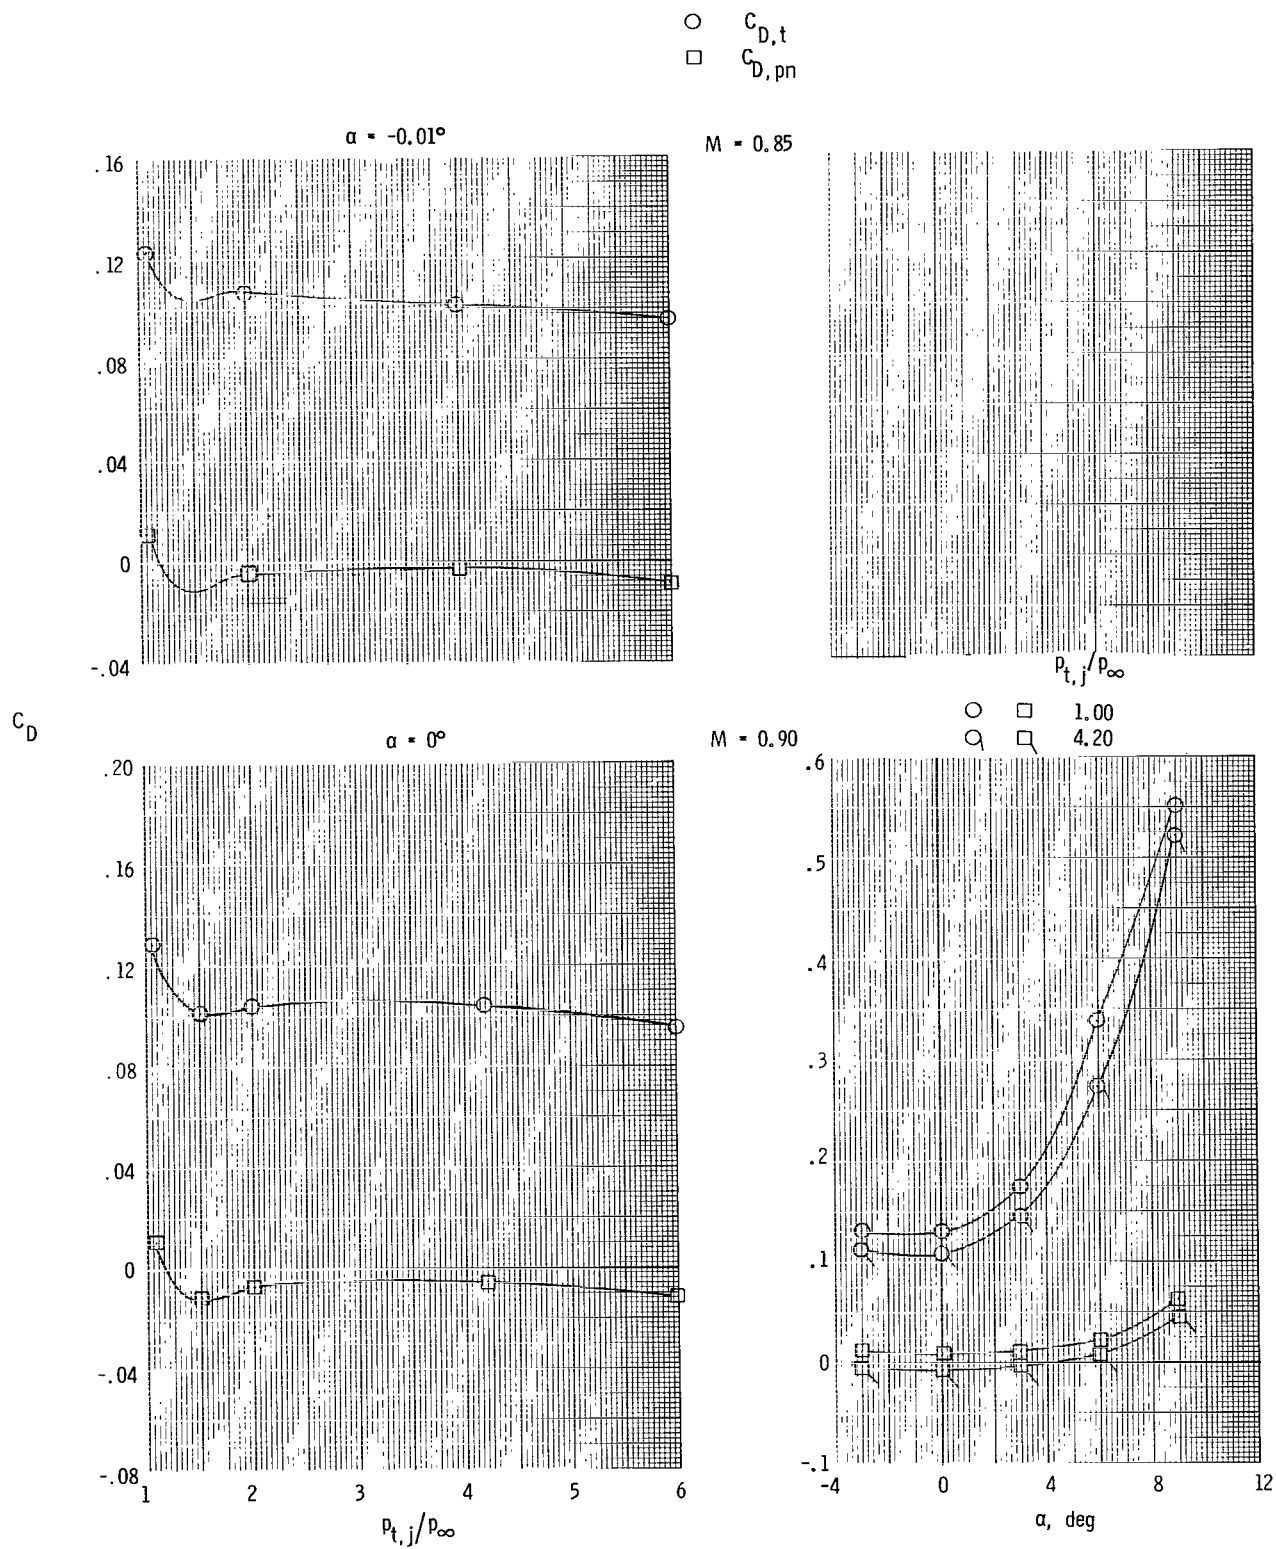 C_D,t
C_D,pn
α = -0.01°
M = 0.85
.16
.12
.08
.04
0
-.04
p_t,j/p_∞
1.00
4.20
C_D
α = 0°
M = 0.90
.20
.16
.12
.08
.04
0
-.04
-.08
1 2 3 4 5 6
p_t,j/p_∞
.6
.5
.4
.3
.2
.1
0
-.1
-4 0 4 8 12
α, deg